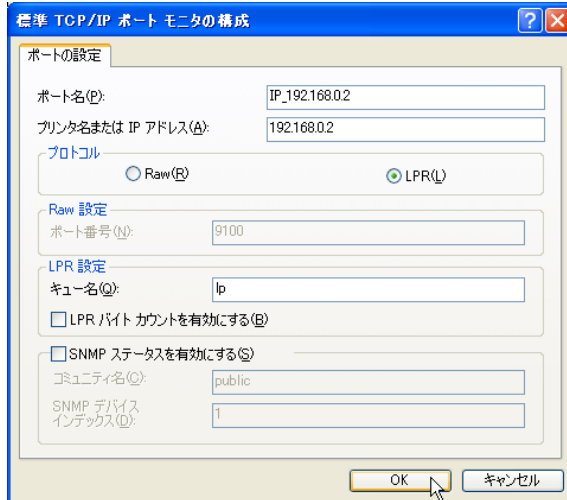 標準 TCP/IP ポート モニタの構成
ポートの設定
ポート名(P): IP_192.168.0.2
プリンタ名または IP アドレス(A): 192.168.0.2
プロトコル
Raw(R) LPR(L)
Raw 設定
ポート番号(N): 9100
LPR 設定
キュー名(Q): lp
LPR バイト カウントを有効にする(B)
SNMP ステータスを有効にする(S)
コミュニティ名(C): public
SNMP デバイス
インデックス(D): 1
OK キャンセル